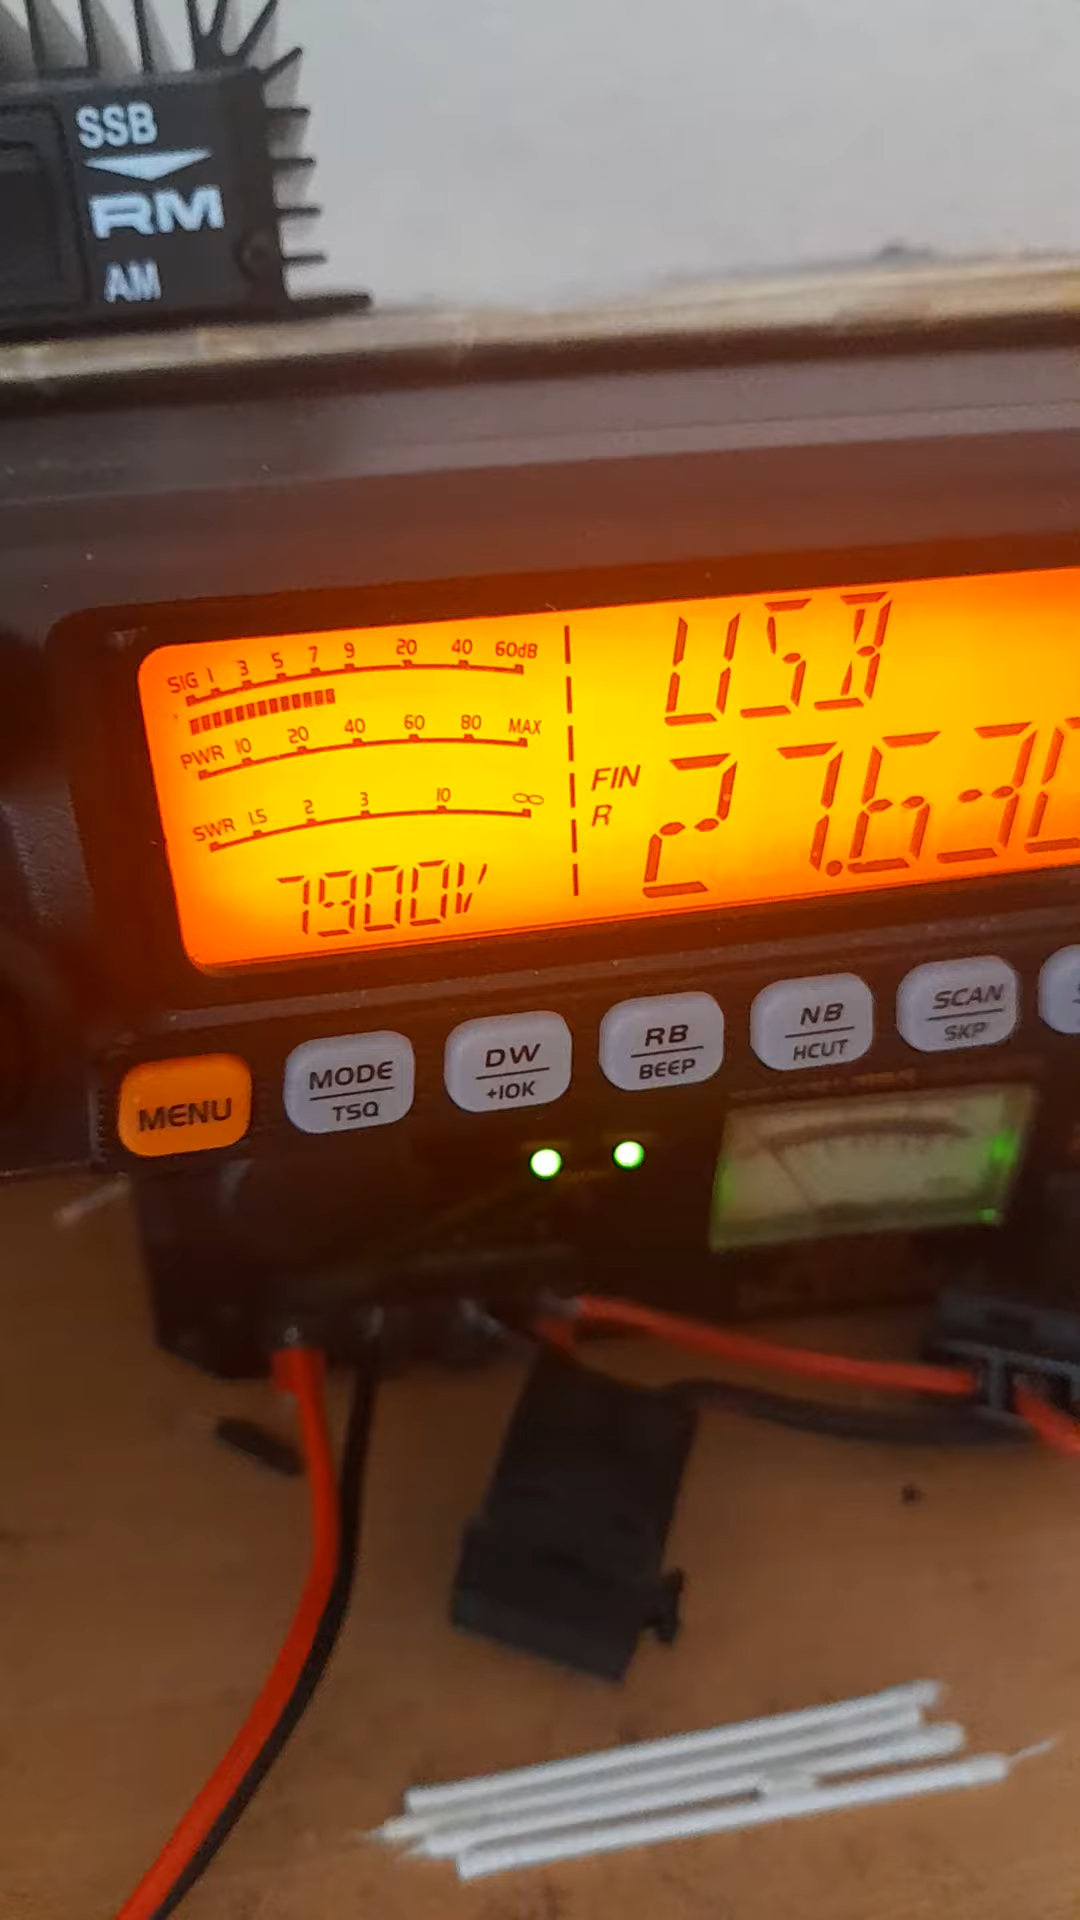 SSB
RM
AM
SIG 1 3 5 7 9 20 40 60dB
PWR 10 20 40 60 80 MAX
SWR 1.5 2 3 10 ∞
7900V
USB
FIN
R
27.630
MENU
MODE
TSQ
DW
+10K
RB
BEEP
NB
HCUT
SCAN
SKP